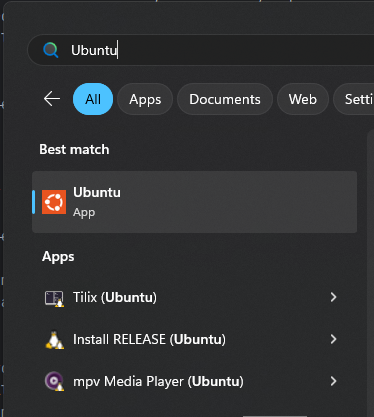 Ubuntu
All Apps Documents Web Setti
Best match
Ubuntu
App
Apps
Tilix (Ubuntu)
Install RELEASE (Ubuntu)
mpv Media Player (Ubuntu)